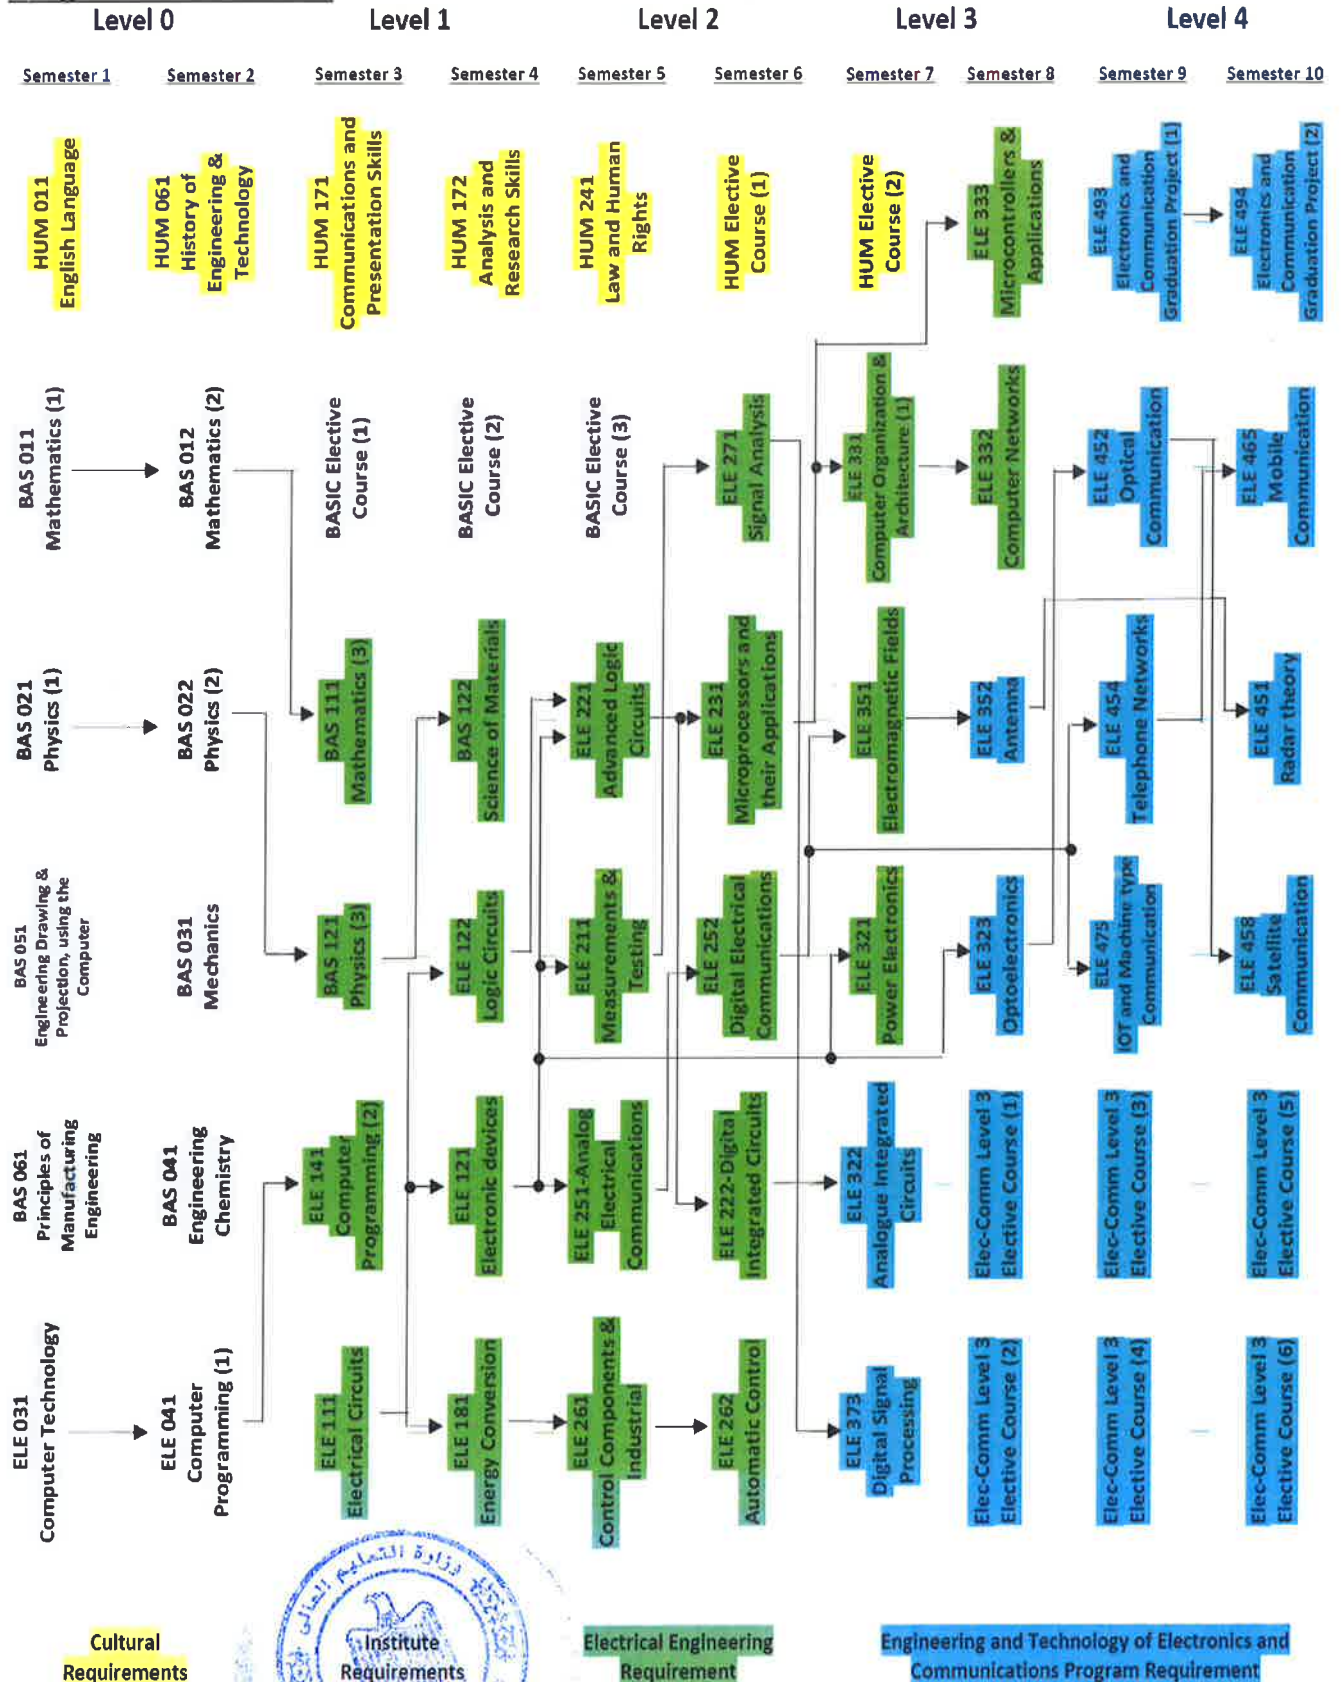 Level 0
Level 1
Level 2
Level 3
Level 4
Semester 1
Semester 2
Semester 3
Semester 4
Semester 5
Semester 6
Semester 7
Semester 8
Semester 9
Semester 10
HUM 011
English Language
HUM 061
History of
Engineering &
Technology
HUM 171
Communications and
Presentation Skills
HUM 172
Analysis and
Research Skills
HUM 241
Law and Human
Rights
HUM Elective
Course (1)
HUM Elective
Course (2)
ELE 333
Microcontrollers &
Applications
ELE 493
Electronics and
Communication
Graduation Project (1)
ELE 494
Electronics and
Communication
Graduation Project (2)
BAS 011
Mathematics (1)
BAS 012
Mathematics (2)
BASIC Elective
Course (1)
BASIC Elective
Course (2)
BASIC Elective
Course (3)
ELE 271
Signal Analysis
ELE 331
Computer Organization &
Architecture (1)
ELE 332
Computer Networks
ELE 452
Optical
Communication
ELE 465
Mobile
Communication
BAS 021
Physics (1)
BAS 022
Physics (2)
BAS 111
Mathematics (3)
BAS 122
Science of Materials
ELE 221
Advanced Logic
Circuits
ELE 231
Microprocessors and
their Applications
ELE 351
Electromagnetic Fields
ELE 352
Antenna
ELE 454
Telephone Networks
ELE 451
Radar theory
BAS 051
Engineering Drawing &
Projection, using the
Computer
BAS 031
Mechanics
BAS 121
Physics (3)
ELE 122
Logic Circuits
ELE 211
Measurements &
Testing
ELE 252
Digital Electrical
Communications
ELE 321
Power Electronics
ELE 323
Optoelectronics
ELE 475
IOT and Machine type
Communication
ELE 458
Satellite
Communication
BAS 061
Principles of
Manufacturing
Engineering
BAS 041
Engineering
Chemistry
ELE 141
Computer
Programming (2)
ELE 121
Electronic devices
ELE 251-Analog
Electrical
Communications
ELE 222-Digital
Integrated Circuits
ELE 322
Analogue Integrated
Circuits
Elec-Comm Level 3
Elective Course (1)
Elec-Comm Level 3
Elective Course (3)
Elec-Comm Level 3
Elective Course (5)
ELE 031
Computer Technology
ELE 041
Computer
Programming (1)
ELE 111
Electrical Circuits
ELE 181
Energy Conversion
ELE 261
Control Components &
Industrial
ELE 262
Automatic Control
ELE 373
Digital Signal
Processing
Elec-Comm Level 3
Elective Course (2)
Elec-Comm Level 3
Elective Course (4)
Elec-Comm Level 3
Elective Course (6)
وزارة التعليم العالى
Cultural
Requirements
Institute
Requirements
Electrical Engineering
Requirement
Engineering and Technology of Electronics and
Communications Program Requirement